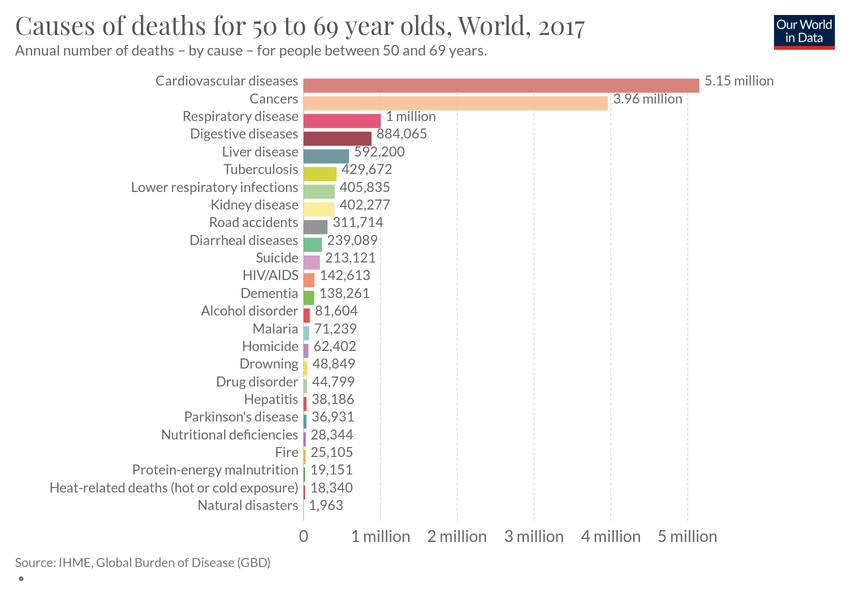 Causes of deaths for 50 to 69 year olds, World, 2017
Annual number of deaths – by cause – for people between 50 and 69 years.
Our World
in Data
Cardiovascular diseases 5.15 million
Cancers 3.96 million
Respiratory disease 1 million
Digestive diseases 884,065
Liver disease 592,200
Tuberculosis 429,672
Lower respiratory infections 405,835
Kidney disease 402,277
Road accidents 311,714
Diarrheal diseases 239,089
Suicide 213,121
HIV/AIDS 142,613
Dementia 138,261
Alcohol disorder 81,604
Malaria 71,239
Homicide 62,402
Drowning 48,849
Drug disorder 44,799
Hepatitis 38,186
Parkinson's disease 36,931
Nutritional deficiencies 28,344
Fire 25,105
Protein-energy malnutrition 19,151
Heat-related deaths (hot or cold exposure) 18,340
Natural disasters 1,963
0 1 million 2 million 3 million 4 million 5 million
Source: IHME, Global Burden of Disease (GBD)
•